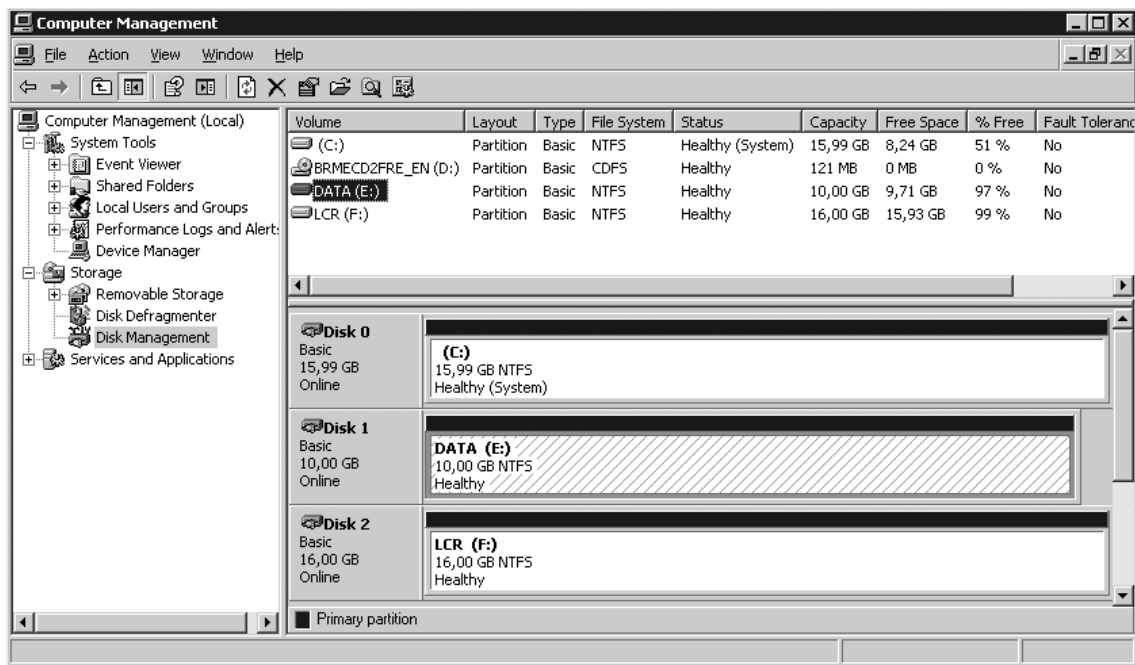 Computer Management
File Action View Window Help
Computer Management (Local)
System Tools
Event Viewer
Shared Folders
Local Users and Groups
Performance Logs and Alert
Device Manager
Storage
Removable Storage
Disk Defragmenter
Disk Management
Services and Applications
Volume Layout Type File System Status Capacity Free Space % Free Fault Toleranc
(C:) Partition Basic NTFS Healthy (System) 15,99 GB 8,24 GB 51 % No
BRMECD2FRE_EN (D:) Partition Basic CDFS Healthy 121 MB 0 MB 0 % No
DATA (E:) Partition Basic NTFS Healthy 10,00 GB 9,71 GB 97 % No
LCR (F:) Partition Basic NTFS Healthy 16,00 GB 15,93 GB 99 % No
Disk 0
Basic
15,99 GB
Online
(C:)
15,99 GB NTFS
Healthy (System)
Disk 1
Basic
10,00 GB
Online
DATA (E:)
10,00 GB NTFS
Healthy
Disk 2
Basic
16,00 GB
Online
LCR (F:)
16,00 GB NTFS
Healthy
Primary partition